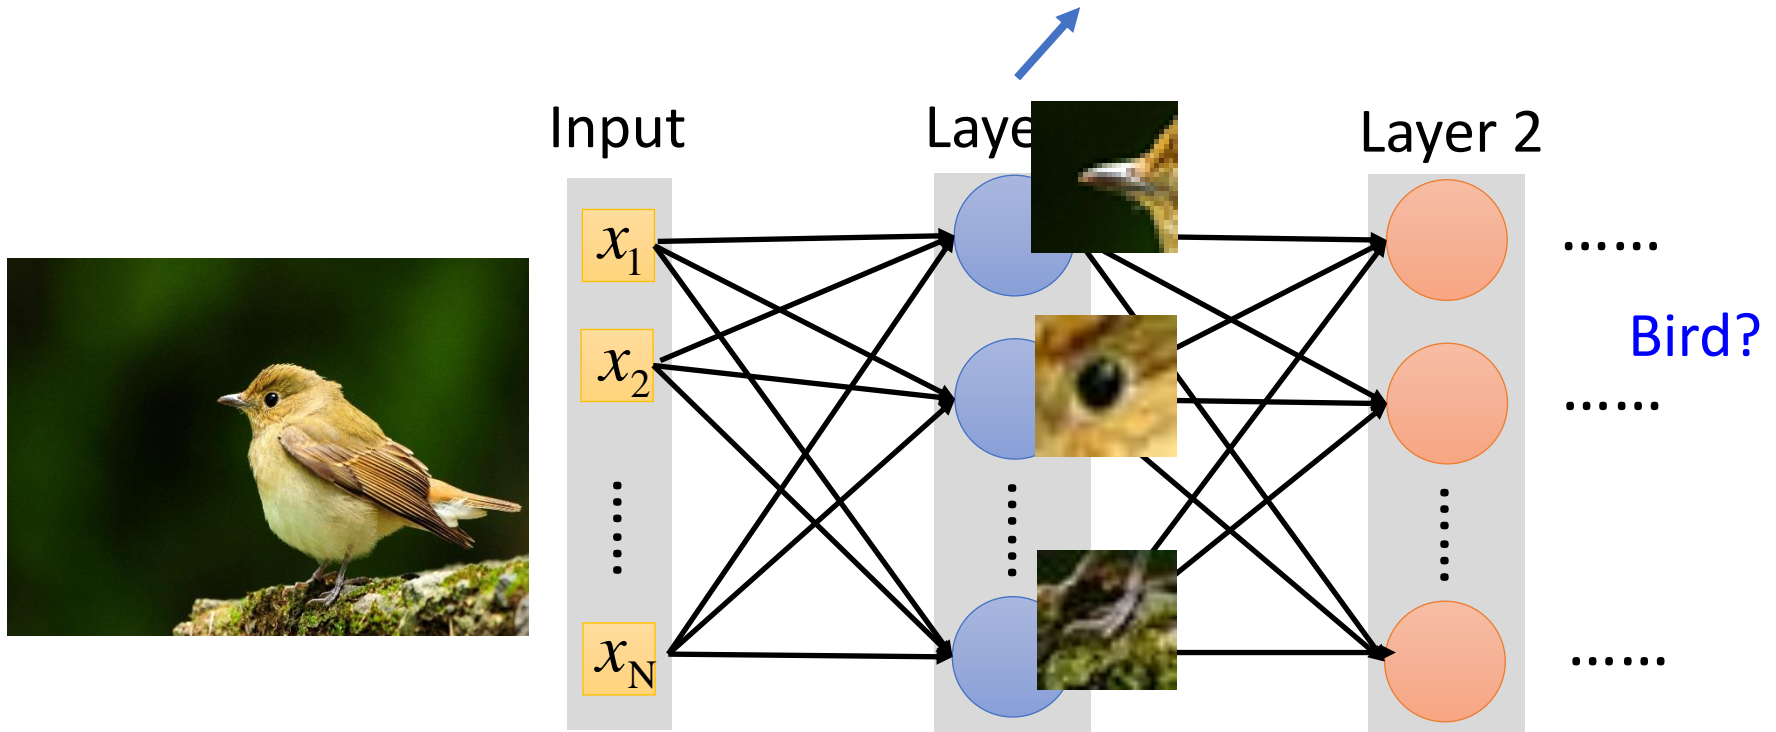 Input
Laye
Layer 2
x1
x2
xN
......
......
......
Bird?
......
......
......